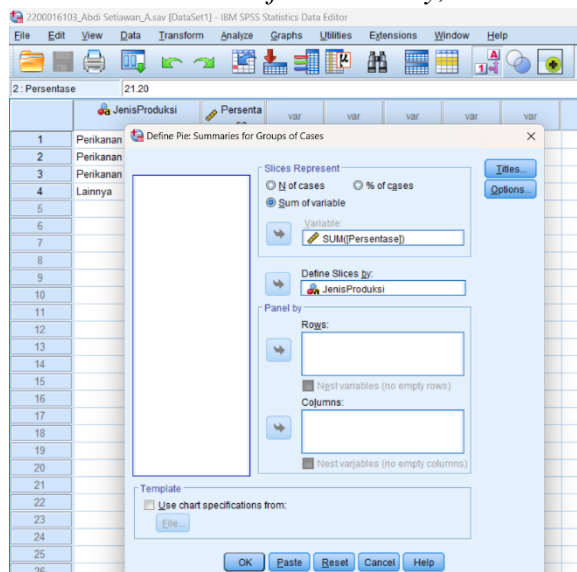 2200016103_Abdi Setiawan_A.sav [DataSet1] - IBM SPSS Statistics Data Editor
File Edit View Data Transform Analyze Graphs Utilities Extensions Window Help
2 : Persentase 21.20
JenisProduksi Persenta var var var var var
1 Perikanan
2 Perikanan
3 Perikanan
4 Lainnya
5
6
7
8
9
10
11
12
13
14
15
16
17
18
19
20
21
22
23
24
25
26
Define Pie: Summaries for Groups of Cases
Slices Represent
N of cases % of cases
Sum of variable
Variable:
SUM([Persentase])
Define Slices by:
JenisProduksi
Panel by
Rows:
Nest variables (no empty rows)
Columns:
Nest variables (no empty columns)
Titles...
Options...
Template
Use chart specifications from:
File...
OK Paste Reset Cancel Help